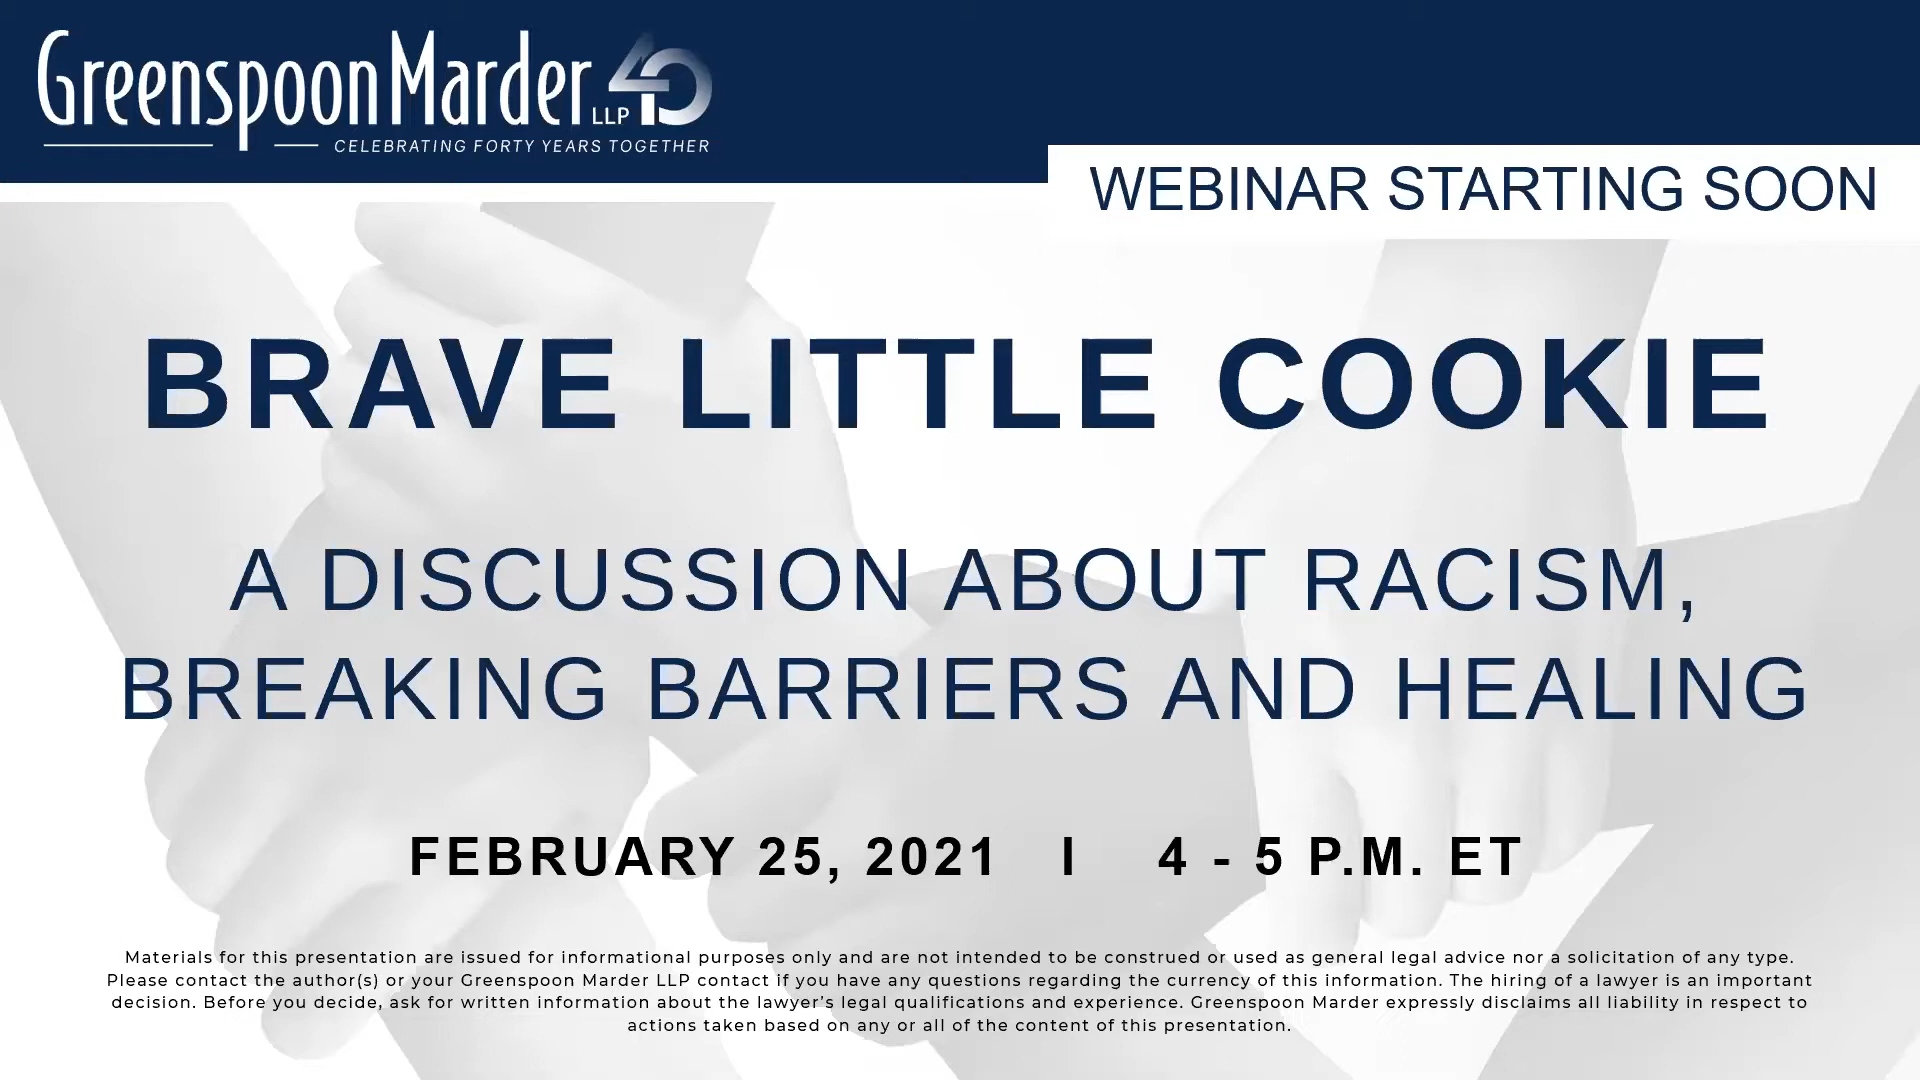 GreenspoonMarder LLP 40
CELEBRATING FORTY YEARS TOGETHER
WEBINAR STARTING SOON
BRAVE LITTLE COOKIE
A DISCUSSION ABOUT RACISM,
BREAKING BARRIERS AND HEALING
FEBRUARY 25, 2021 I 4 - 5 P.M. ET
Materials for this presentation are issued for informational purposes only and are not intended to be construed or used as general legal advice nor a solicitation of any type.
Please contact the author(s) or your Greenspoon Marder LLP contact if you have any questions regarding the currency of this information. The hiring of a lawyer is an important
decision. Before you decide, ask for written information about the lawyer’s legal qualifications and experience. Greenspoon Marder expressly disclaims all liability in respect to
actions taken based on any or all of the content of this presentation.